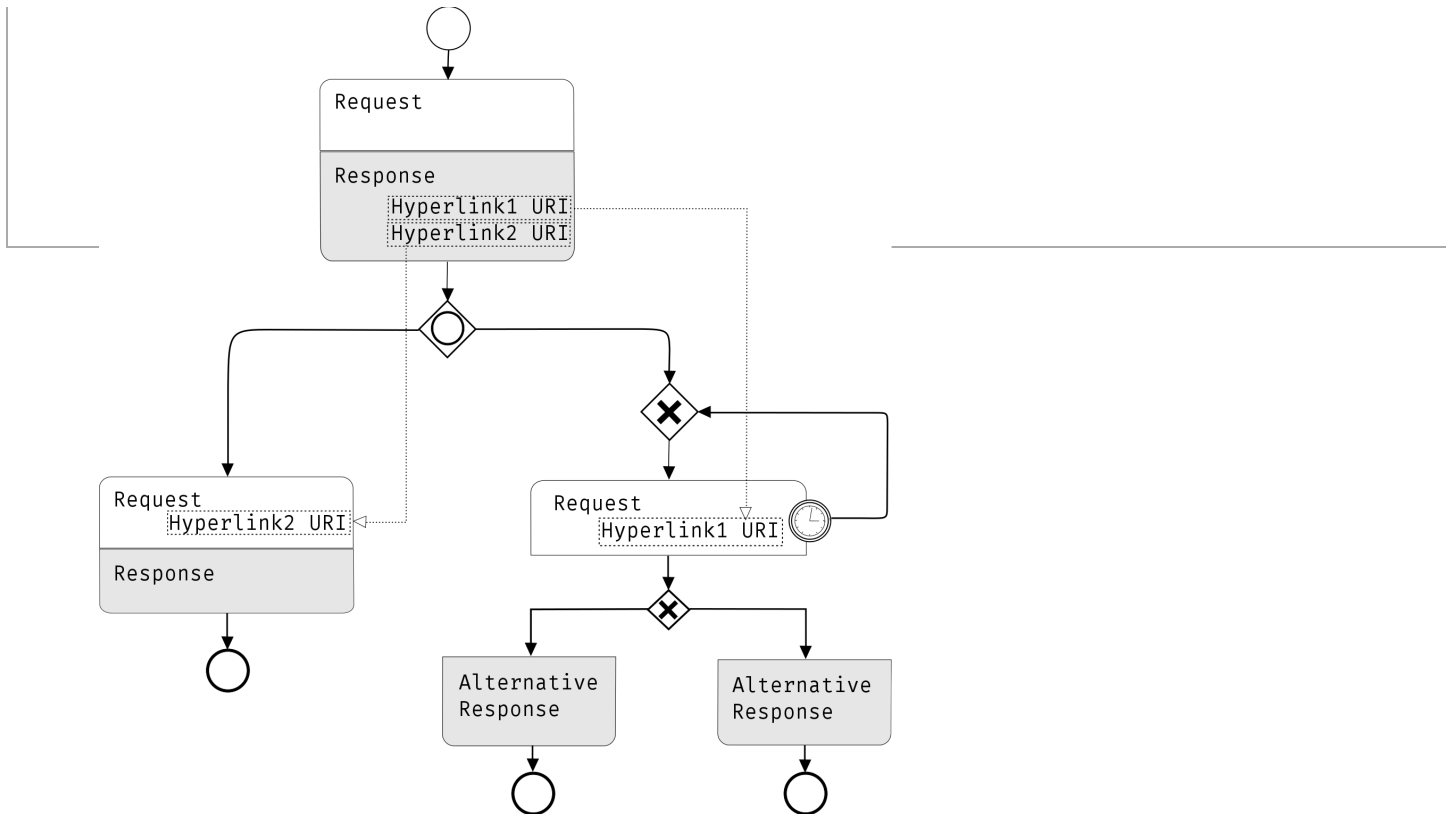 Request
Response
Hyperlink1 URI
Hyperlink2 URI
Request
Hyperlink2 URI
Response
Request
Hyperlink1 URI
Alternative
Response
Alternative
Response